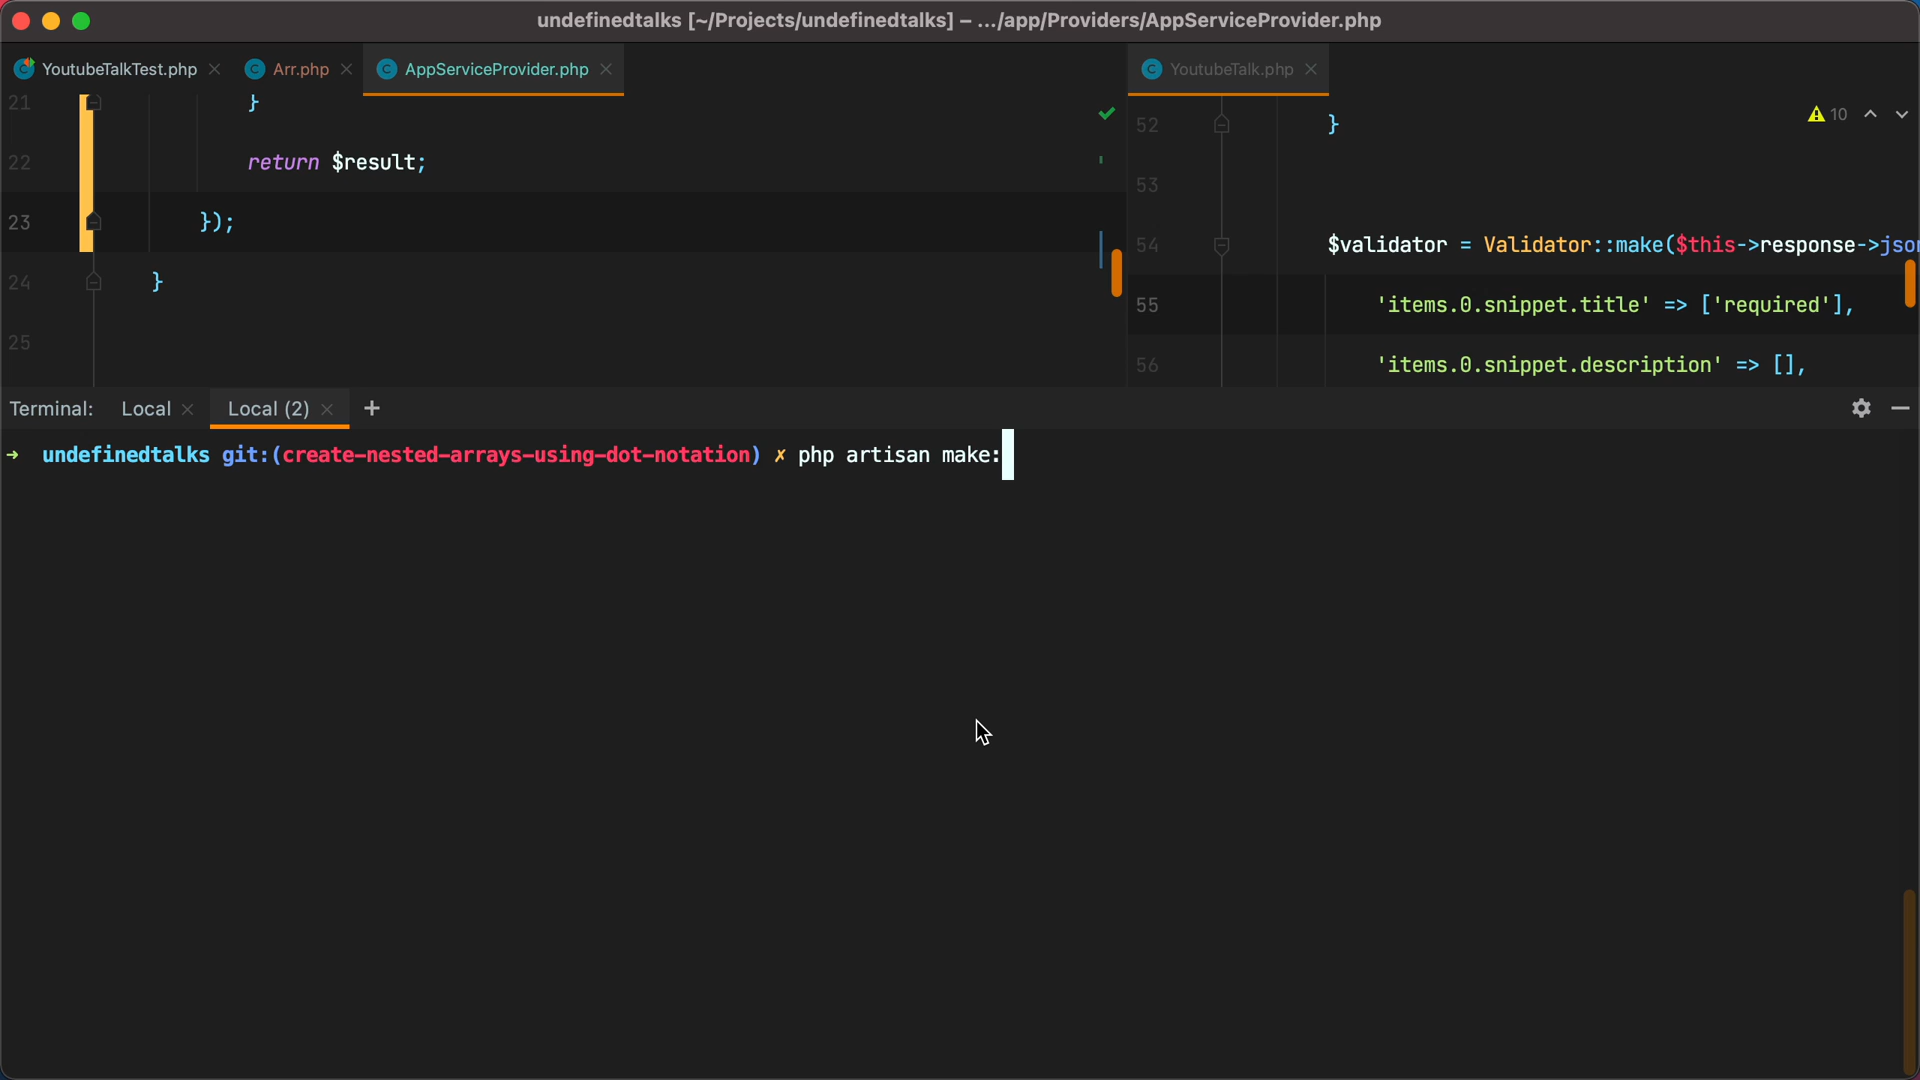 undefinedtalks [~/Projects/undefinedtalks] – .../app/Providers/AppServiceProvider.php
YoutubeTalkTest.php Arr.php AppServiceProvider.php
21 }
22 return $result;
23 });
24 }
25
YoutubeTalk.php
10
52 }
53
54 $validator = Validator::make($this->response->jso
55 'items.0.snippet.title' => ['required'],
56 'items.0.snippet.description' => [],
Terminal: Local Local (2) +
→ undefinedtalks git:(create-nested-arrays-using-dot-notation) ✗ php artisan make: